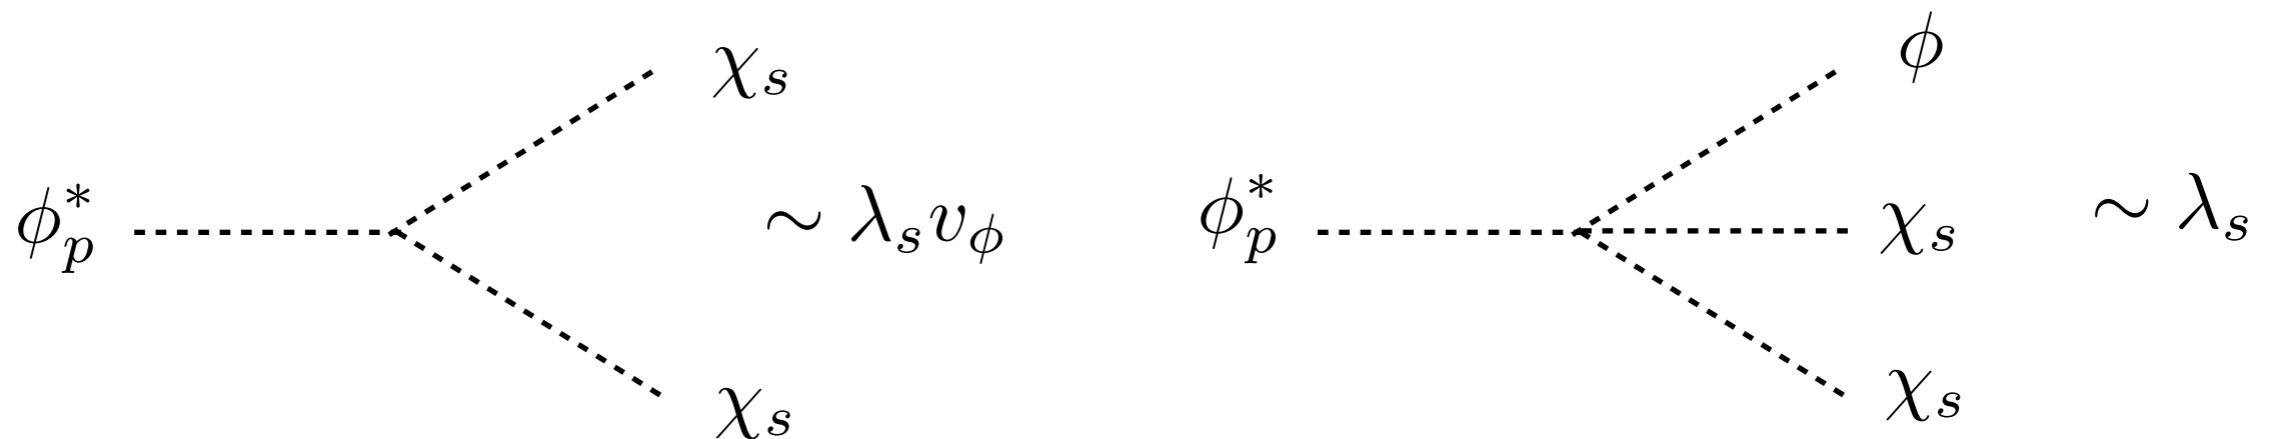 χ_s
φ_p^* ∼ λ_s v_φ
χ_s
φ
φ_p^* χ_s ∼ λ_s
χ_s